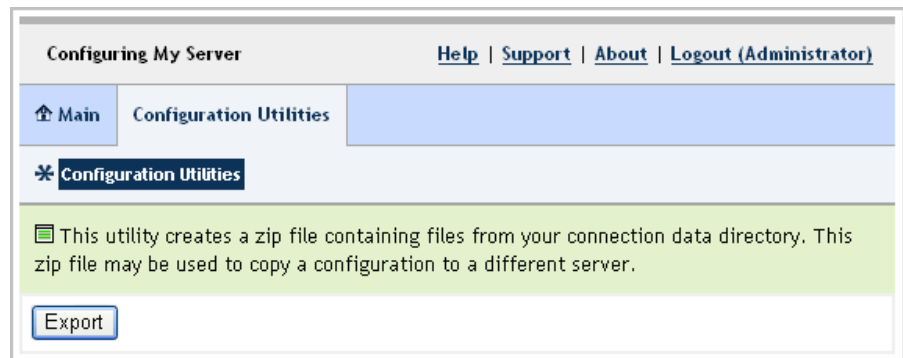 Configuring My Server Help | Support | About | Logout (Administrator)
Main Configuration Utilities
Configuration Utilities
This utility creates a zip file containing files from your connection data directory. This
zip file may be used to copy a configuration to a different server.
Export